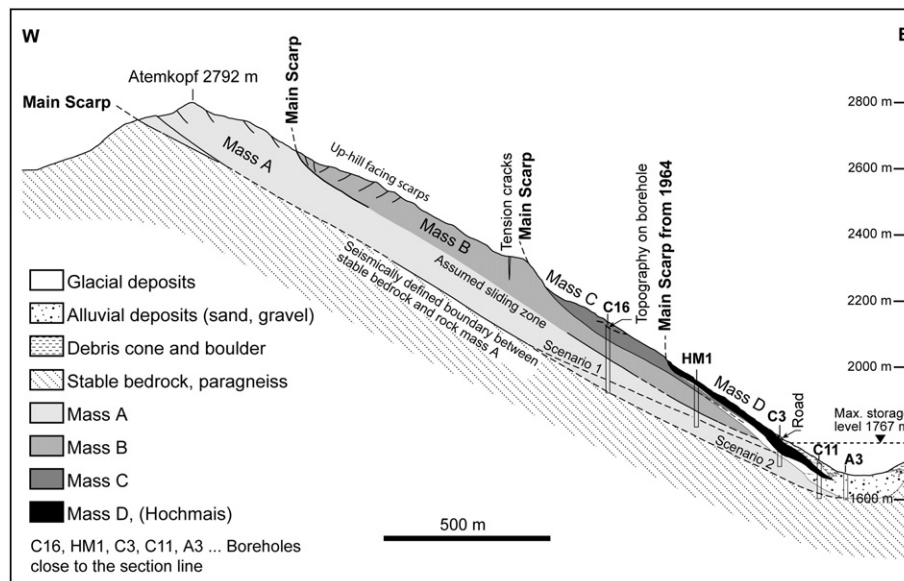 W
E
Atemkopf 2792 m
Main Scarp
Main Scarp
Mass A
Up-hill facing scarps
Mass B
Tension cracks
Main Scarp
Mass C
C16
Topography on borehole
Main Scarp from 1964
HM1
Mass D
C3
Road
C11
A3
Assumed sliding zone
Seismically defined boundary between
stable bedrock and rock mass A
Scenario 1
Scenario 2
2800 m
2600 m
2400 m
2200 m
2000 m
Max. storage
level 1767 m
1600 m
Glacial deposits
Alluvial deposits (sand, gravel)
Debris cone and boulder
Stable bedrock, paragneiss
Mass A
Mass B
Mass C
Mass D, (Hochmais)
C16, HM1, C3, C11, A3 ... Boreholes
close to the section line
500 m